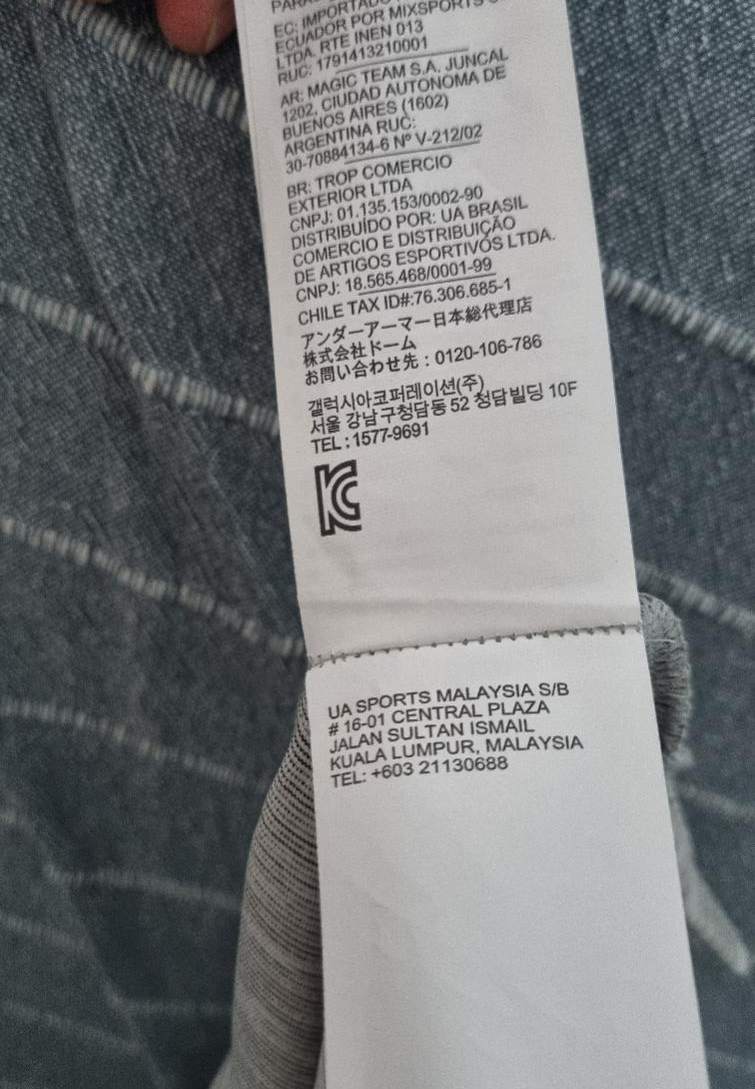 EC: IMPORTADO
ECUADOR POR MIXSPORTS
LTDA. RTE INEN 013
RUC: 1791413210001
AR: MAGIC TEAM S.A. JUNCAL
1202, CIUDAD AUTONOMA DE
BUENOS AIRES (1602)
ARGENTINA RUC:
30-70884134-6 Nº V-212/02
BR: TROP COMERCIO
EXTERIOR LTDA
CNPJ: 01.135.153/0002-90
DISTRIBUÍDO POR: UA BRASIL
COMERCIO E DISTRIBUIÇÃO
DE ARTIGOS ESPORTIVOS LTDA.
CNPJ: 18.565.468/0001-99
CHILE TAX ID#:76.306.685-1
アンダーアーマー日本総代理店
株式会社ドーム
お問い合わせ先 : 0120-106-786
갤럭시아코퍼레이션(주)
서울 강남구청담동 52 청담빌딩 10F
TEL : 1577-9691
KC
UA SPORTS MALAYSIA S/B
# 16-01 CENTRAL PLAZA
JALAN SULTAN ISMAIL
KUALA LUMPUR, MALAYSIA
TEL: +603 21130688